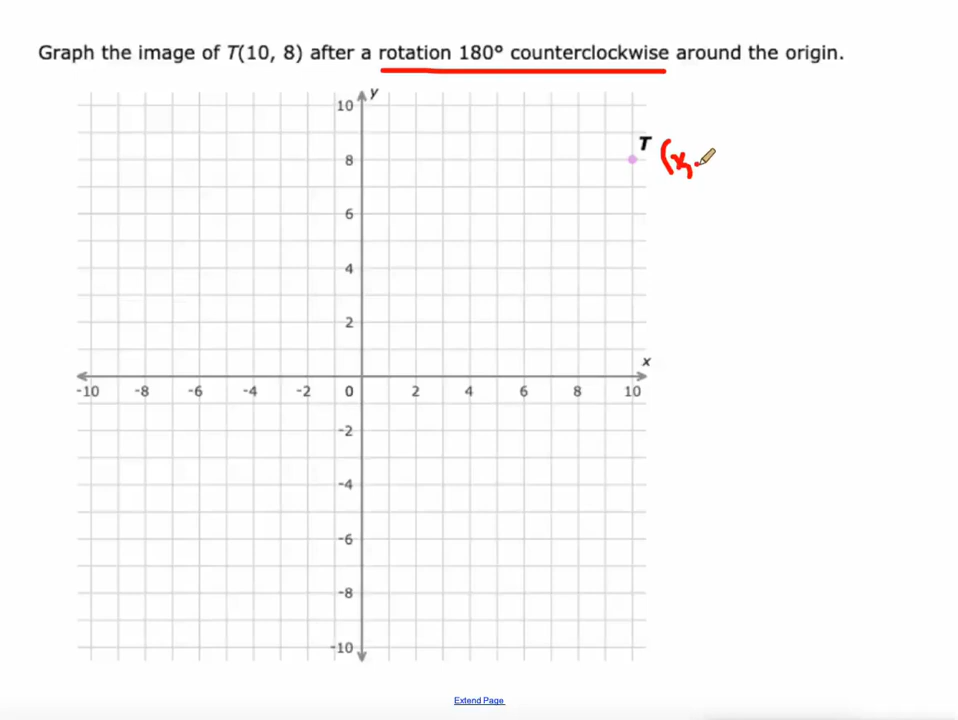 Graph the image of T(10, 8) after a rotation 180° counterclockwise around the origin.
y
10
T (x,
8
6
4
2
x
-10 -8 -6 -4 -2 0 2 4 6 8 10
-2
-4
-6
-8
-10
Extend Page